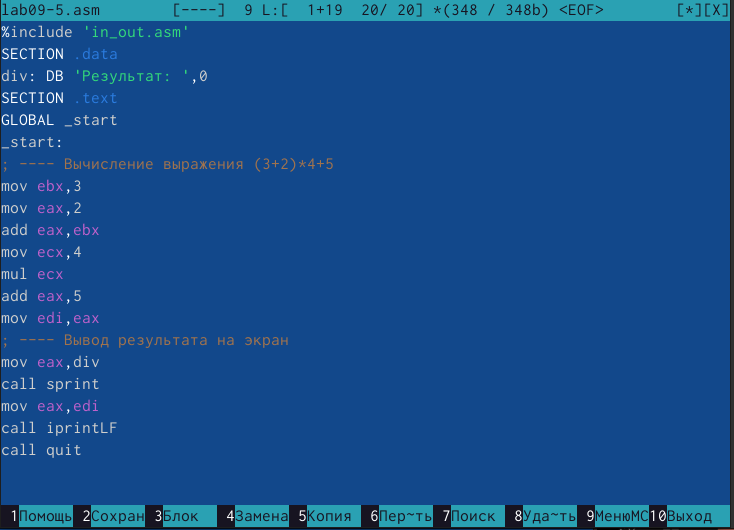 lab09-5.asm [----] 9 L:[ 1+19 20/ 20] *(348 / 348b) <EOF> [*][X]
%include 'in_out.asm'
SECTION .data
div: DB 'Результат: ',0
SECTION .text
GLOBAL _start
_start:
; ---- Вычисление выражения (3+2)*4+5
mov ebx,3
mov eax,2
add eax,ebx
mov ecx,4
mul ecx
add eax,5
mov edi,eax
; ---- Вывод результата на экран
mov eax,div
call sprint
mov eax,edi
call iprintLF
call quit
1Помощь 2Сохран 3Блок 4Замена 5Копия 6Пер~ть 7Поиск 8Уда~ть 9МенюMC 10Выход